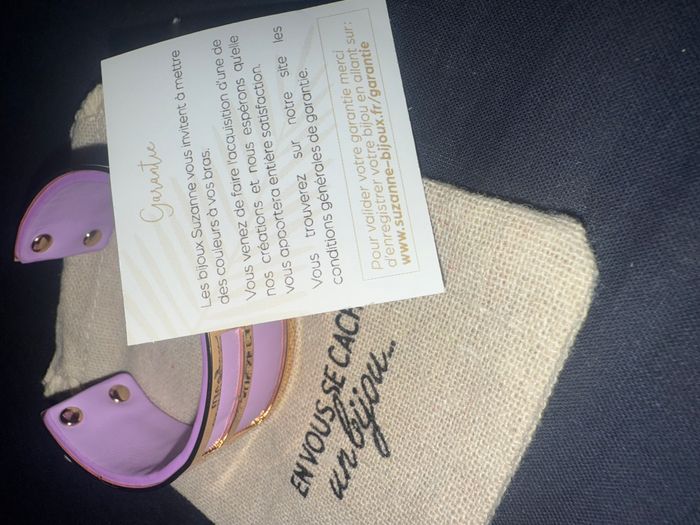 Garantie
Les bijoux Suzanne vous invitent à mettre
des couleurs à vos bras.
Vous venez de faire l'acquisition d'une de
nos créations et nous espérons qu'elle
vous apportera entière satisfaction.
Vous trouverez sur notre site les
conditions générales de garantie.
Pour valider votre garantie merci
d'enregistrer votre bijou en allant sur:
www.suzanne-bijoux.fr/garantie
EN VOUS SE CACH
un bijou...